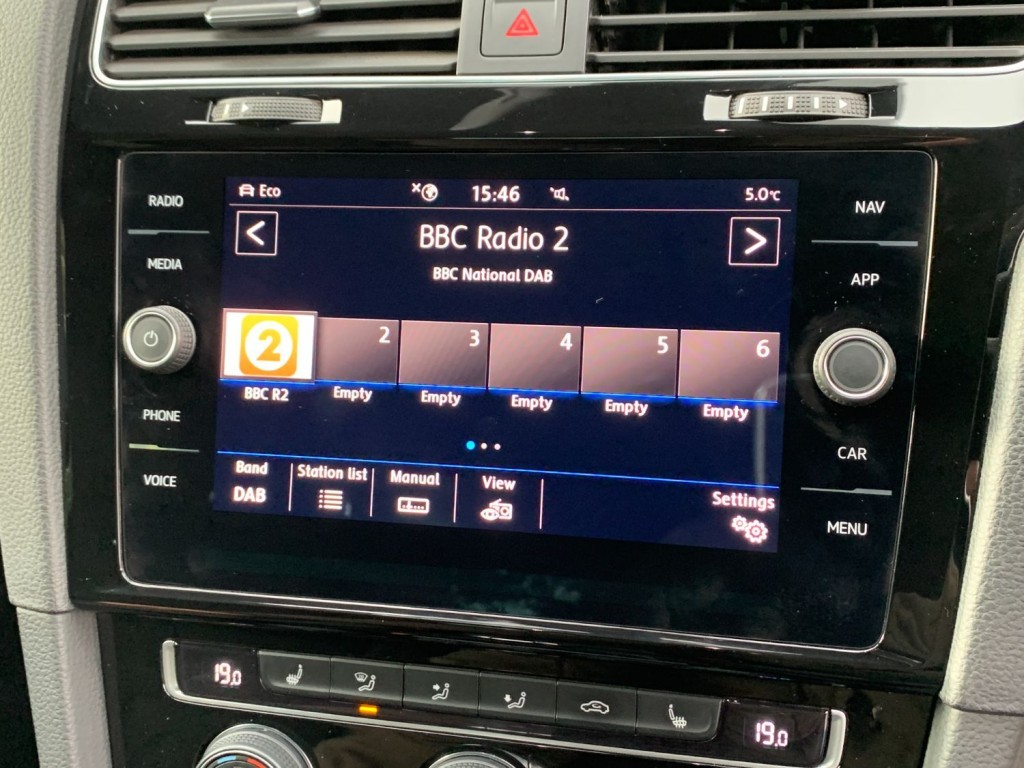 Eco 15:46 5.0°C
RADIO
MEDIA
PHONE
VOICE
< BBC Radio 2 >
BBC National DAB
2 2 3 4 5 6
BBC R2 Empty Empty Empty Empty Empty
Band Station list Manual View Settings
DAB
NAV
APP
CAR
MENU
19.0 19.0